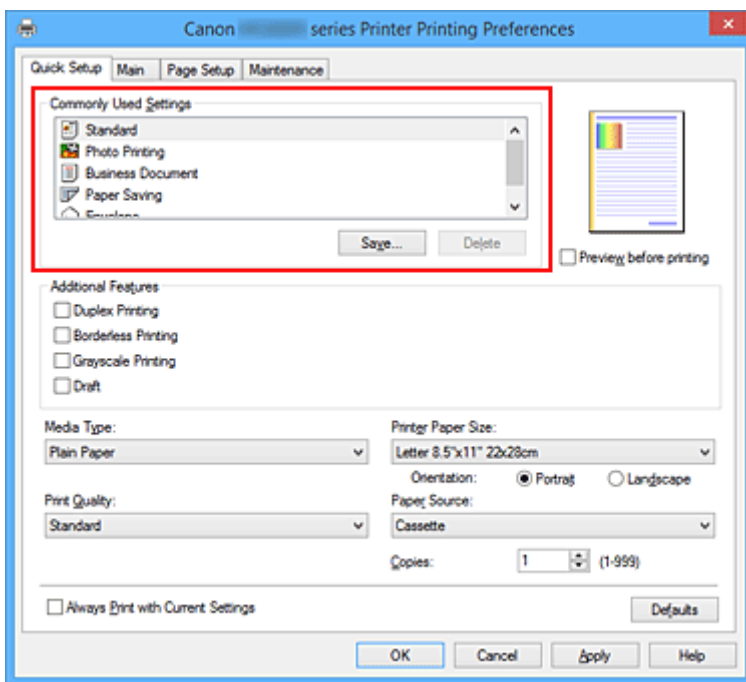 Canon series Printer Printing Preferences
Quick Setup Main Page Setup Maintenance
Commonly Used Settings
Standard
Photo Printing
Business Document
Paper Saving
Envelope
Save... Delete
Preview before printing
Additional Features
Duplex Printing
Borderless Printing
Grayscale Printing
Draft
Media Type: Printer Paper Size:
Plain Paper Letter 8.5"x11" 22x28cm
Orientation: Portrait Landscape
Print Quality: Paper Source:
Standard Cassette
Copies: 1 (1-999)
Always Print with Current Settings Defaults
OK Cancel Apply Help